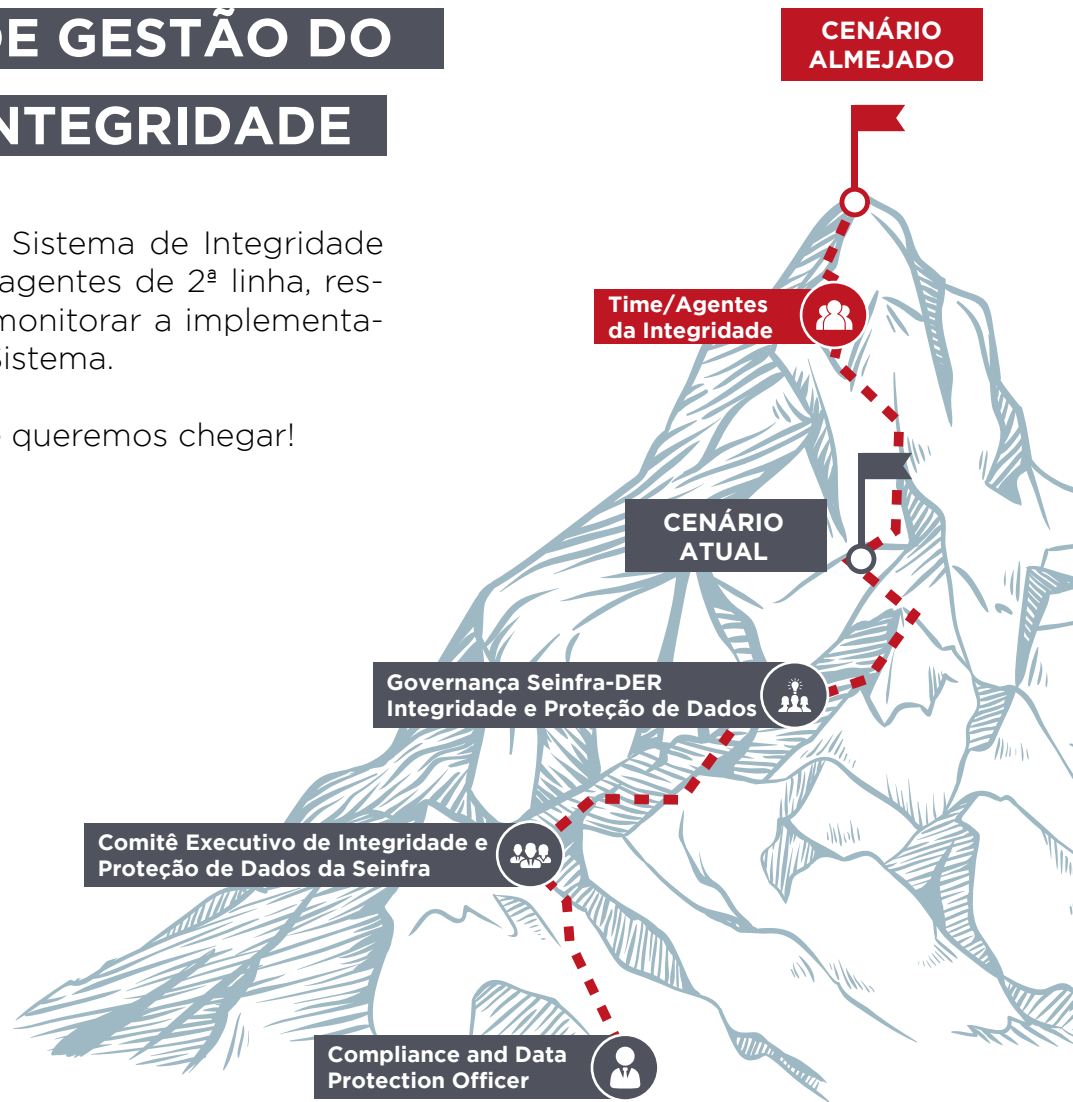 DE GESTÃO DO
NTEGRIDADE
Sistema de Integridade
agentes de 2ª linha, res-
monitorar a implementa-
Sistema.
queremos chegar!
CENÁRIO
ALMEJADO
Time/Agentes
da Integridade
CENÁRIO
ATUAL
Governança Seinfra-DER
Integridade e Proteção de Dados
Comitê Executivo de Integridade e
Proteção de Dados da Seinfra
Compliance and Data
Protection Officer